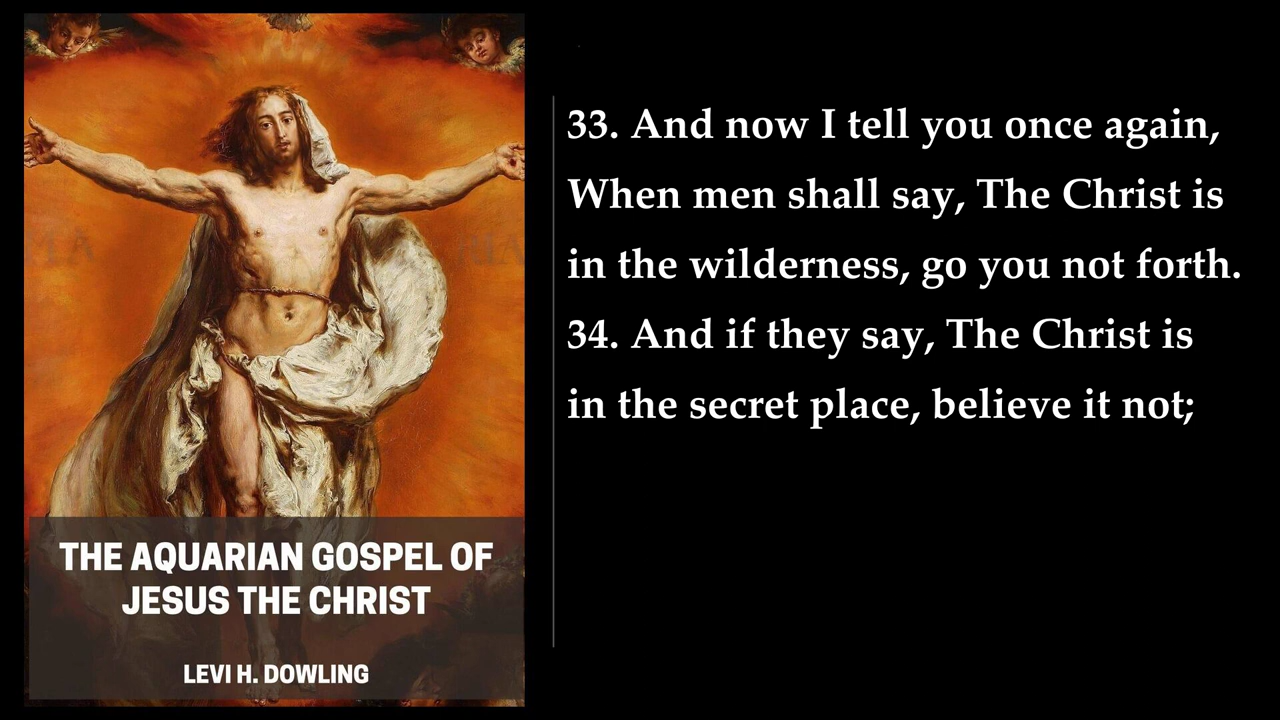 THE AQUARIAN GOSPEL OF
JESUS THE CHRIST
LEVI H. DOWLING
33. And now I tell you once again,
When men shall say, The Christ is
in the wilderness, go you not forth.
34. And if they say, The Christ is
in the secret place, believe it not;